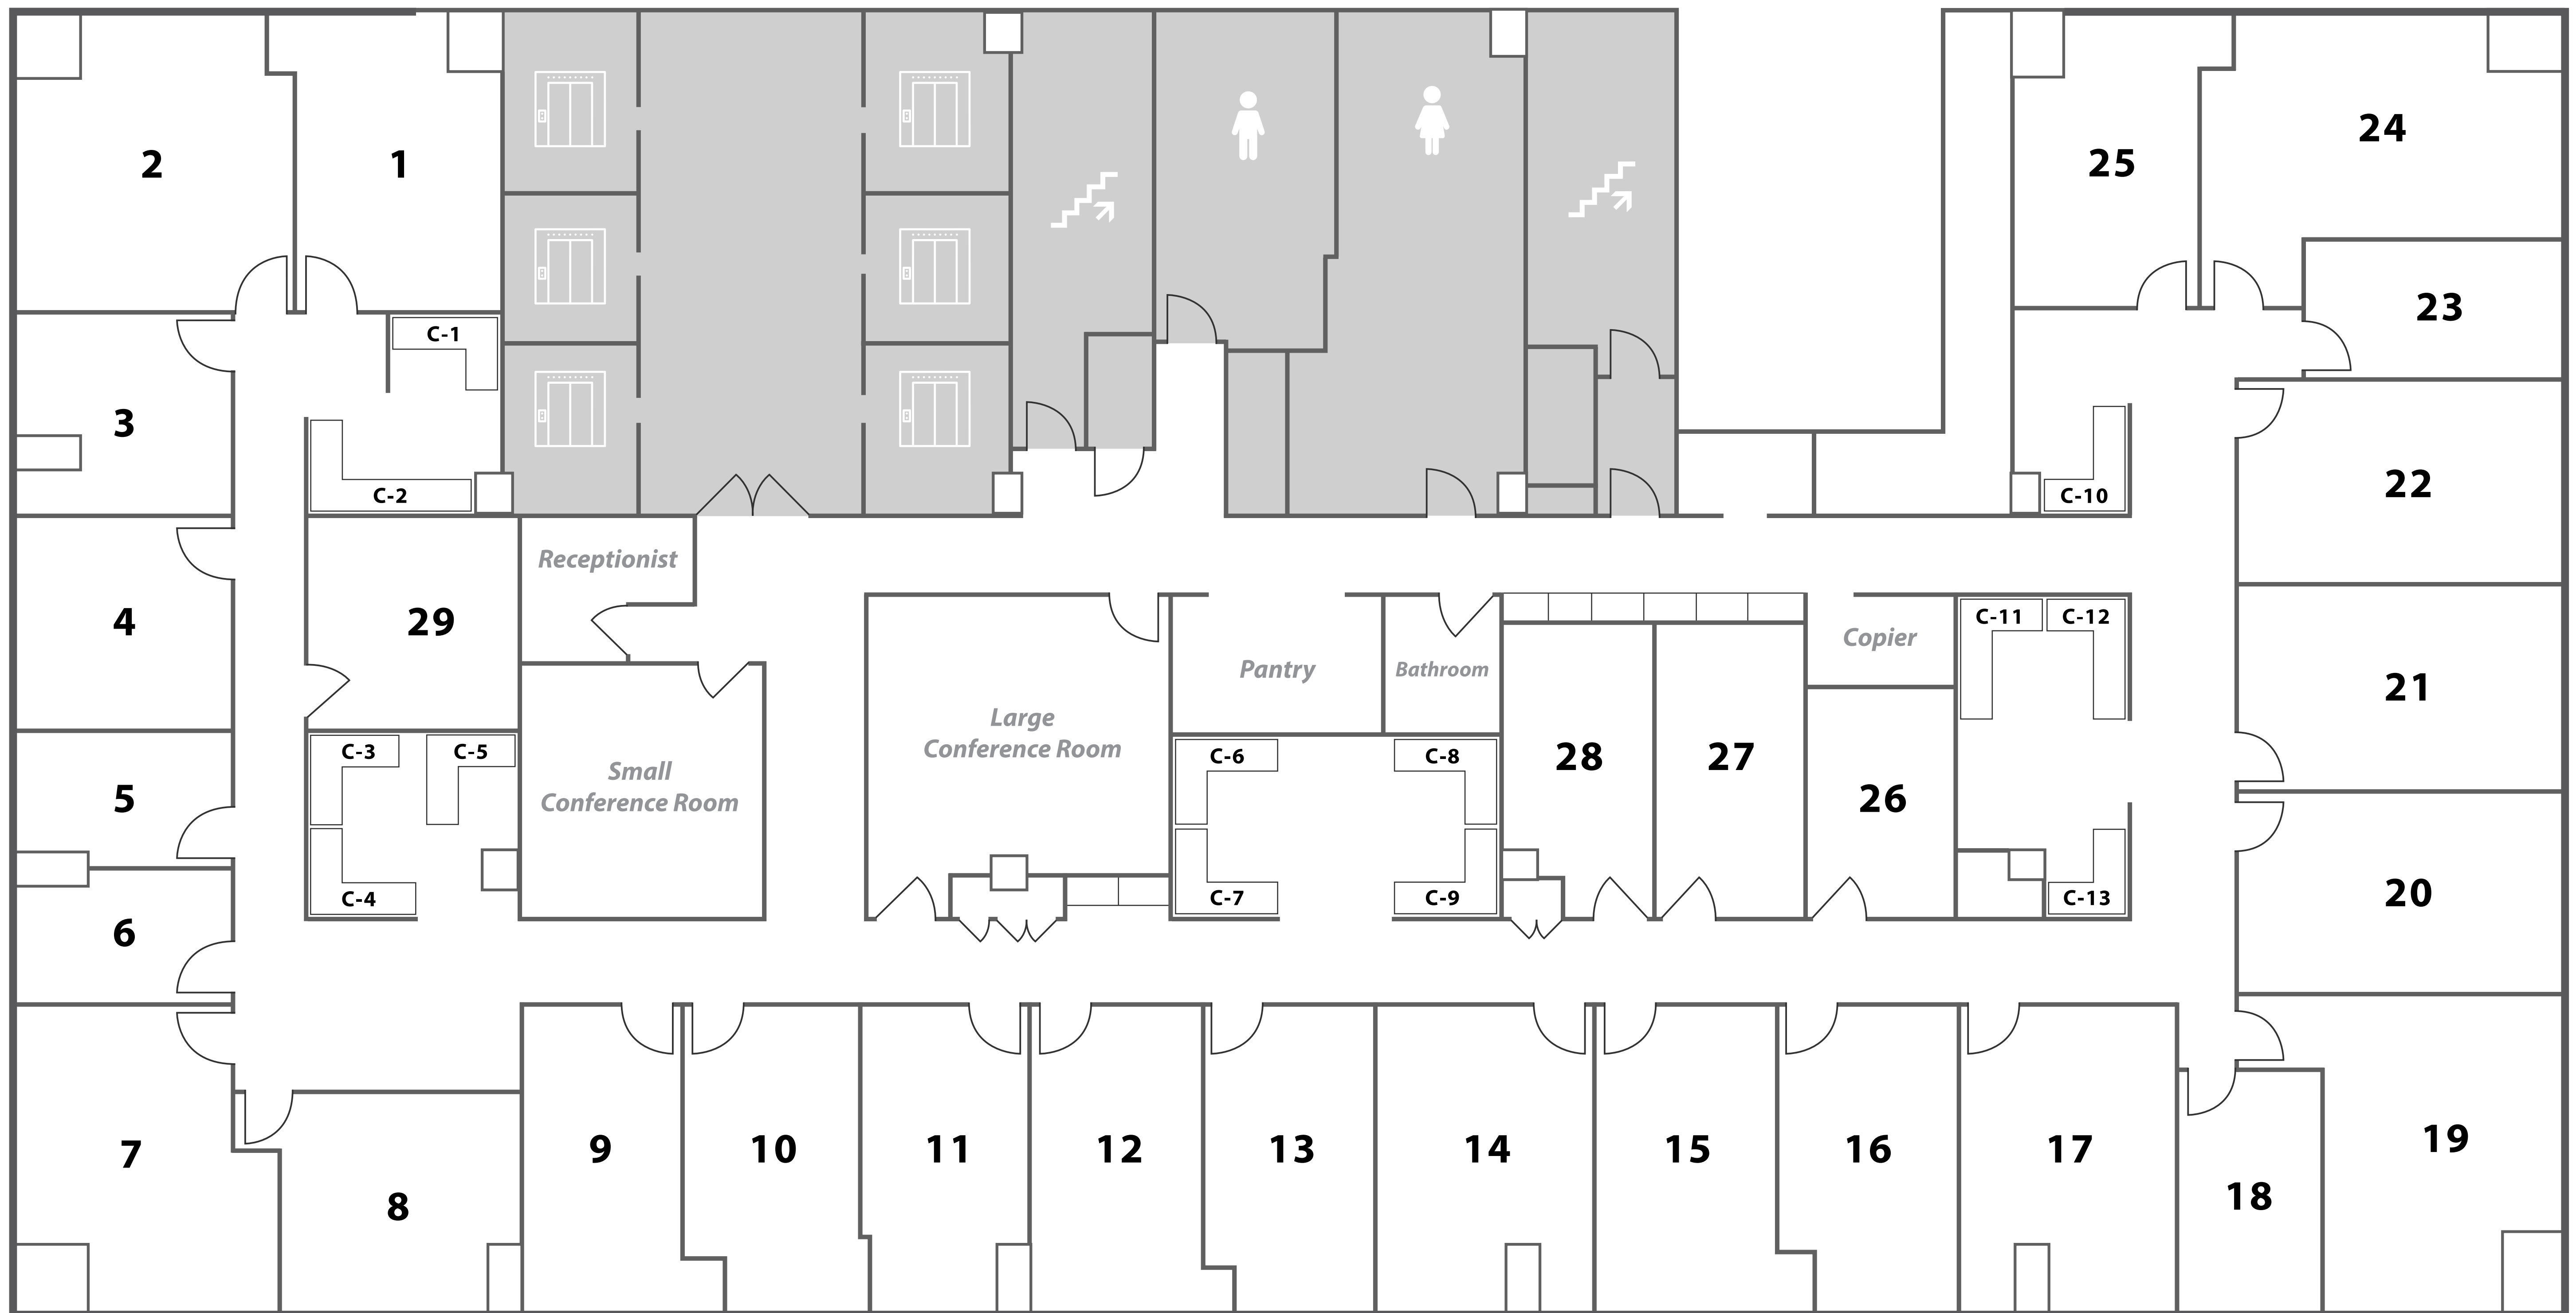 2
1
24
25
23
C-1
3
22
C-2
C-10
Receptionist
4
29
C-11
C-12
Copier
Pantry
Bathroom
21
Large
Conference Room
C-3
C-5
C-6
C-8
28
27
Small
Conference Room
5
26
20
C-4
C-7
C-9
C-13
6
7
8
9
10
11
12
13
14
15
16
17
18
19